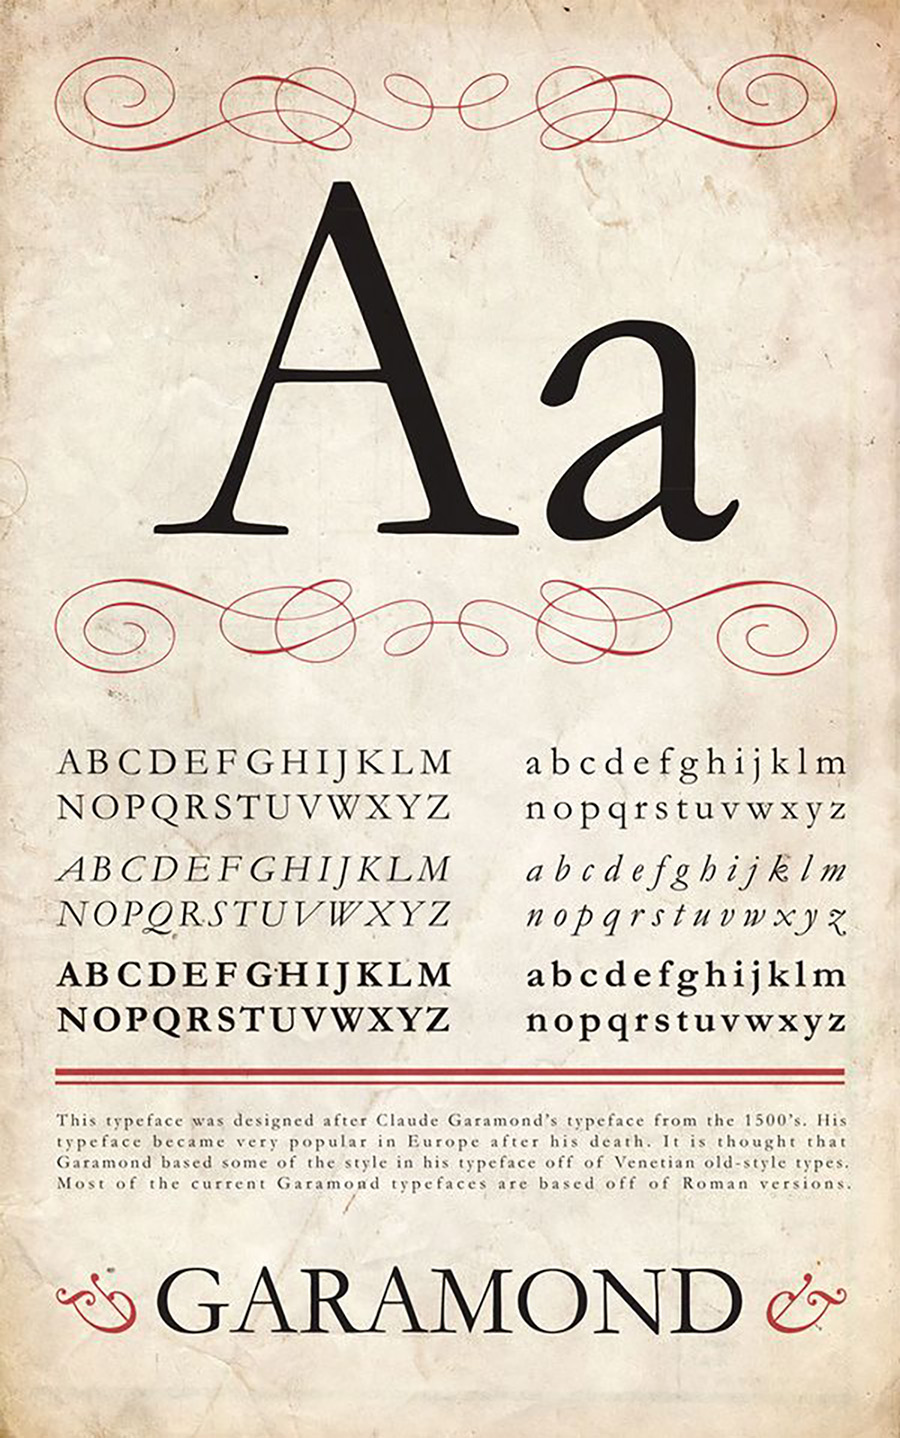 Aa
ABCDEFGHIJKLM
NOPQRSTUVWXYZ
abcdefghijklm
nopqrstuvwxyz
ABCDEFGHIJKLM
NOPQRSTUVWXYZ
abcdefghijklm
nopqrstuvwxyz
ABCDEFGHIJKLM
NOPQRSTUVWXYZ
abcdefghijklm
nopqrstuvwxyz
This typeface was designed after Claude Garamond's typeface from the 1500's. His
typeface became very popular in Europe after his death. It is thought that
Garamond based some of the style in his typeface off of Venetian old-style types.
Most of the current Garamond typefaces are based off of Roman versions.
& GARAMOND &